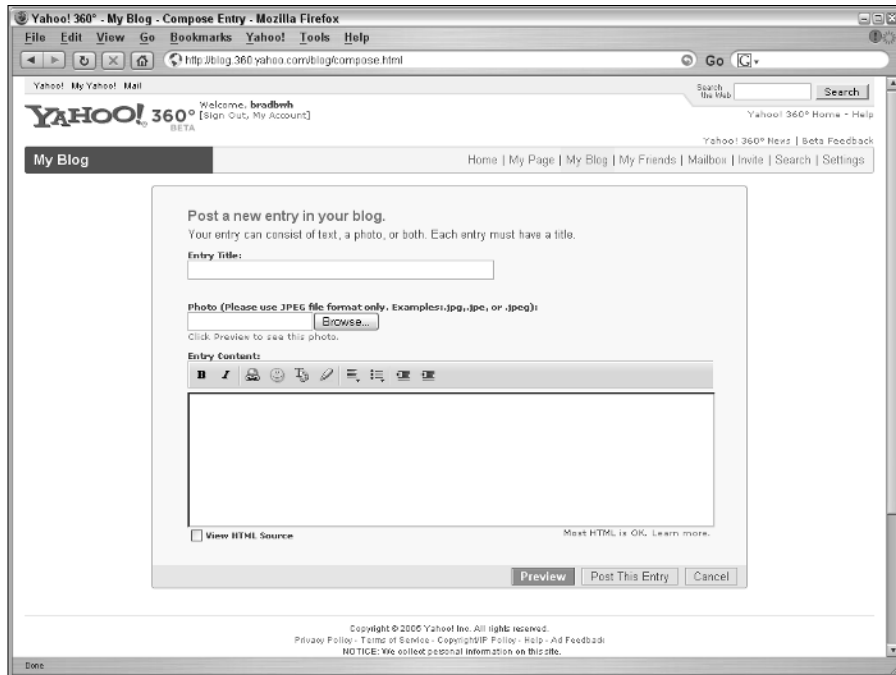 Yahoo! 360° - My Blog - Compose Entry - Mozilla Firefox
File Edit View Go Bookmarks Yahoo! Tools Help
http://blog.360.yahoo.com/blog/compose.html Go G
Yahoo! My Yahoo! Mail
Search the Web Search
YAHOO! 360° BETA
Welcome, bradbwh
[Sign Out, My Account]
Yahoo! 360° Home - Help
Yahoo! 360° News | Beta Feedback
My Blog
Home | My Page | My Blog | My Friends | Mailbox | Invite | Search | Settings
Post a new entry in your blog.
Your entry can consist of text, a photo, or both. Each entry must have a title.
Entry Title:
Photo (Please use JPEG file format only. Examples:.jpg,.jpe, or .jpeg):
Browse...
Click Preview to see this photo.
Entry Content:
B I
View HTML Source
Most HTML is OK. Learn more.
Preview Post This Entry Cancel
Copyright © 2005 Yahoo! Inc. All rights reserved.
Privacy Policy - Terms of Service - Copyright/IP Policy - Help - Ad Feedback
NOTICE: We collect personal information on this site.
Done